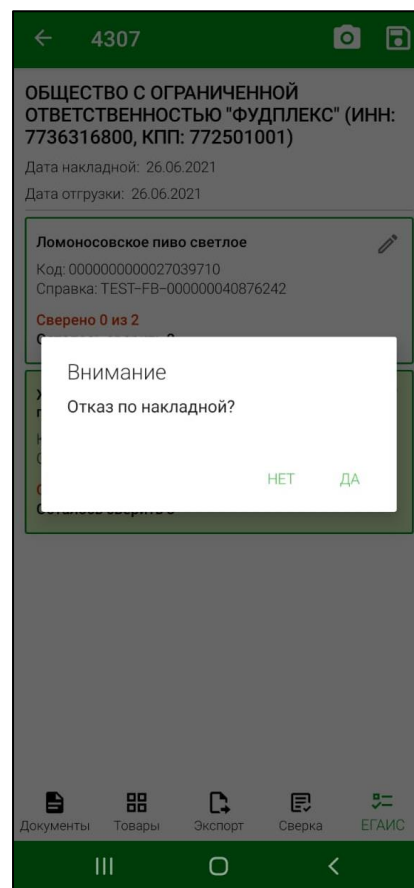 4307
ОБЩЕСТВО С ОГРАНИЧЕННОЙ
ОТВЕТСТВЕННОСТЬЮ "ФУДПЛЕКС" (ИНН:
7736316800, КПП: 772501001)
Дата накладной: 26.06.2021
Дата отгрузки: 26.06.2021
Ломоносовское пиво светлое
Код: 0000000000027039710
Справка: TEST-FB-000000040876242
Сверено 0 из 2
Внимание
Отказ по накладной?
НЕТ ДА
Документы Товары Экспорт Сверка ЕГАИС